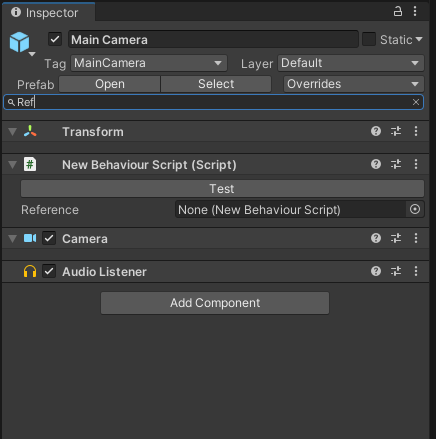 Inspector
Main Camera Static
Tag MainCamera Layer Default
Prefab Open Select Overrides
Ref
Transform
# New Behaviour Script (Script)
Test
Reference None (New Behaviour Script)
Camera
Audio Listener
Add Component